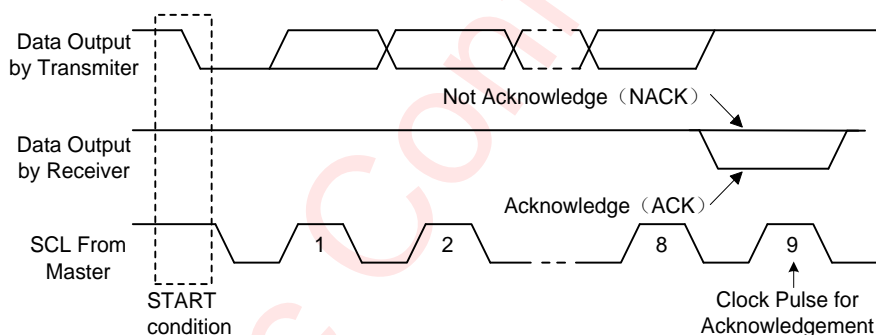 Data Output
by Transmiter
Not Acknowledge（NACK）
Data Output
by Receiver
Acknowledge（ACK）
SCL From
Master
1
2
8
9
START
condition
Clock Pulse for
Acknowledgement